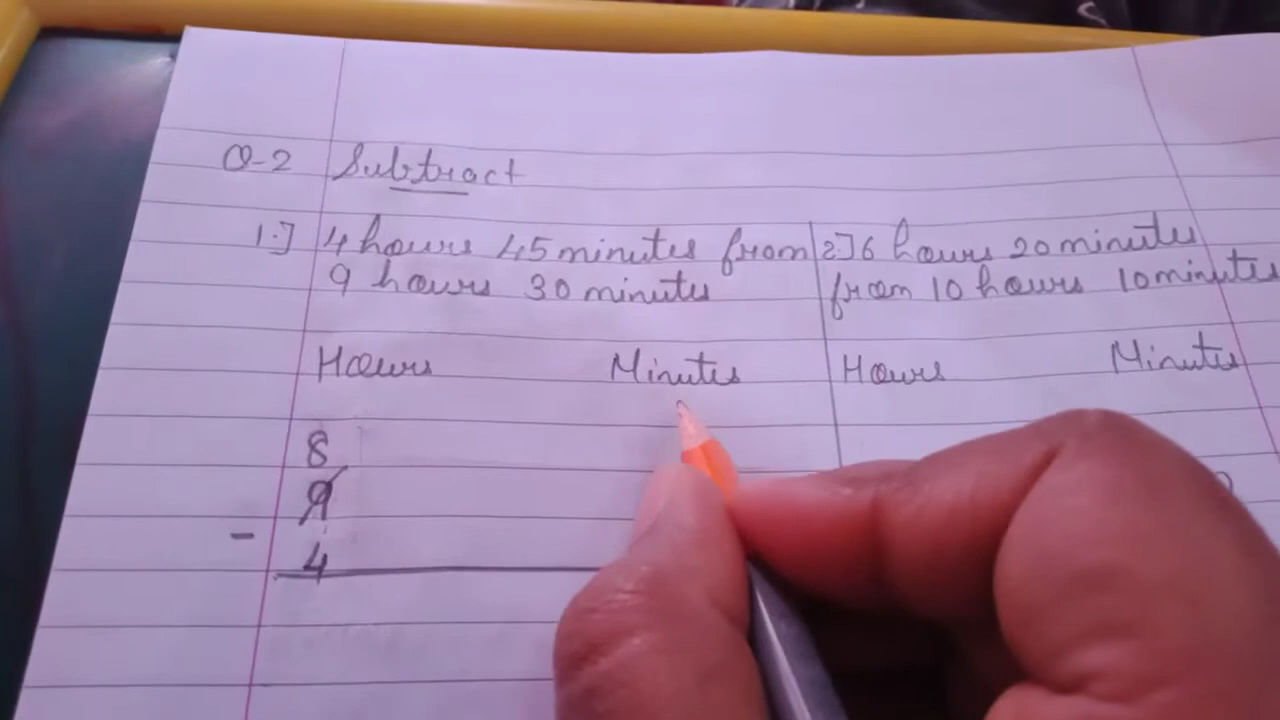 Q-2 Subtract
1.] 4 hours 45 minutes from
9 hours 30 minutes
2] 6 hours 20 minutes
from 10 hours 10 minutes
Hours Minutes
8
9
- 4
Hours Minutes